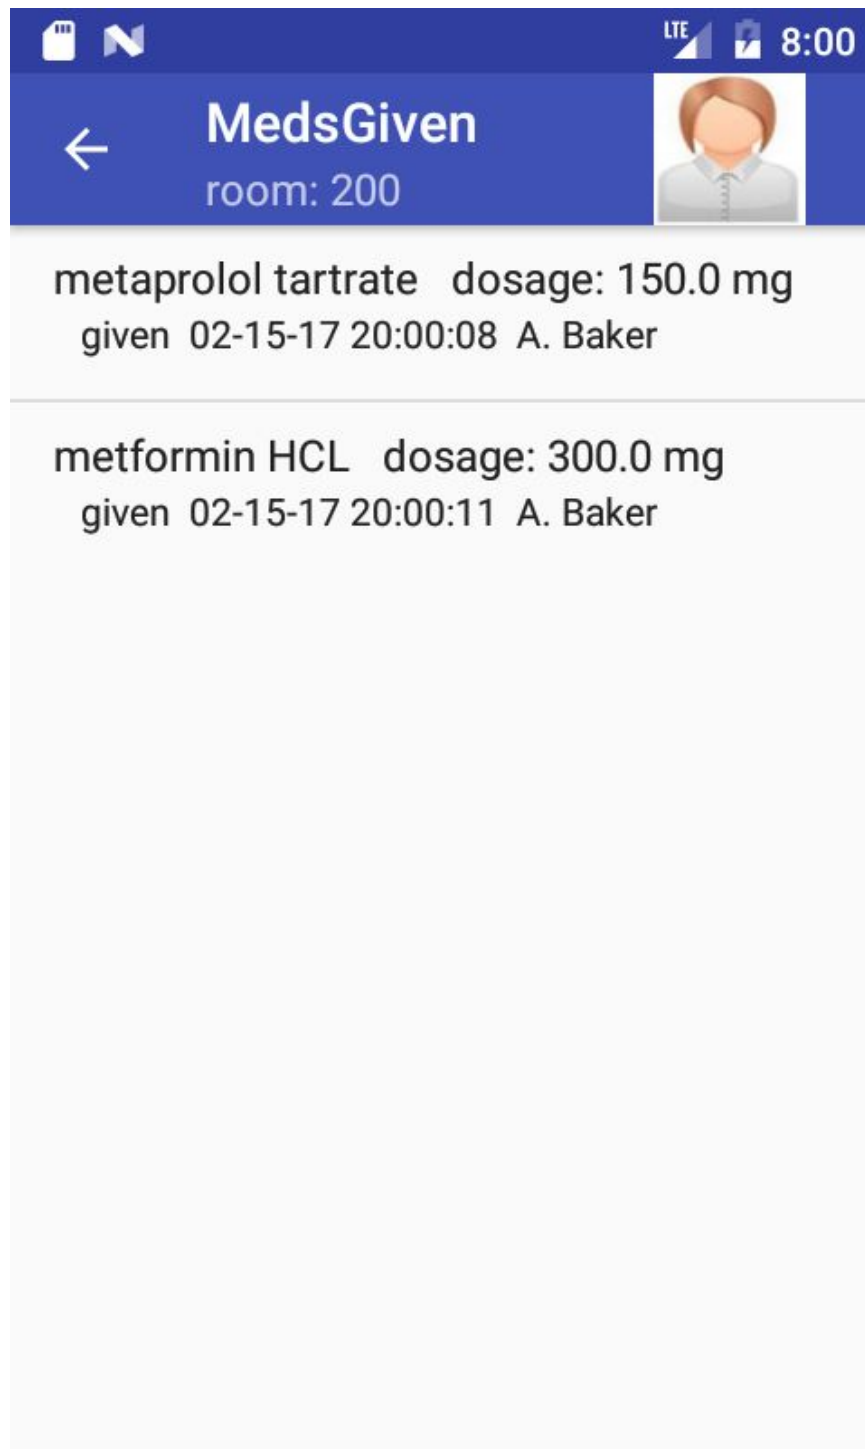 LTE 8:00
MedsGiven
room: 200
metaprolol tartrate dosage: 150.0 mg
given 02-15-17 20:00:08 A. Baker
metformin HCL dosage: 300.0 mg
given 02-15-17 20:00:11 A. Baker